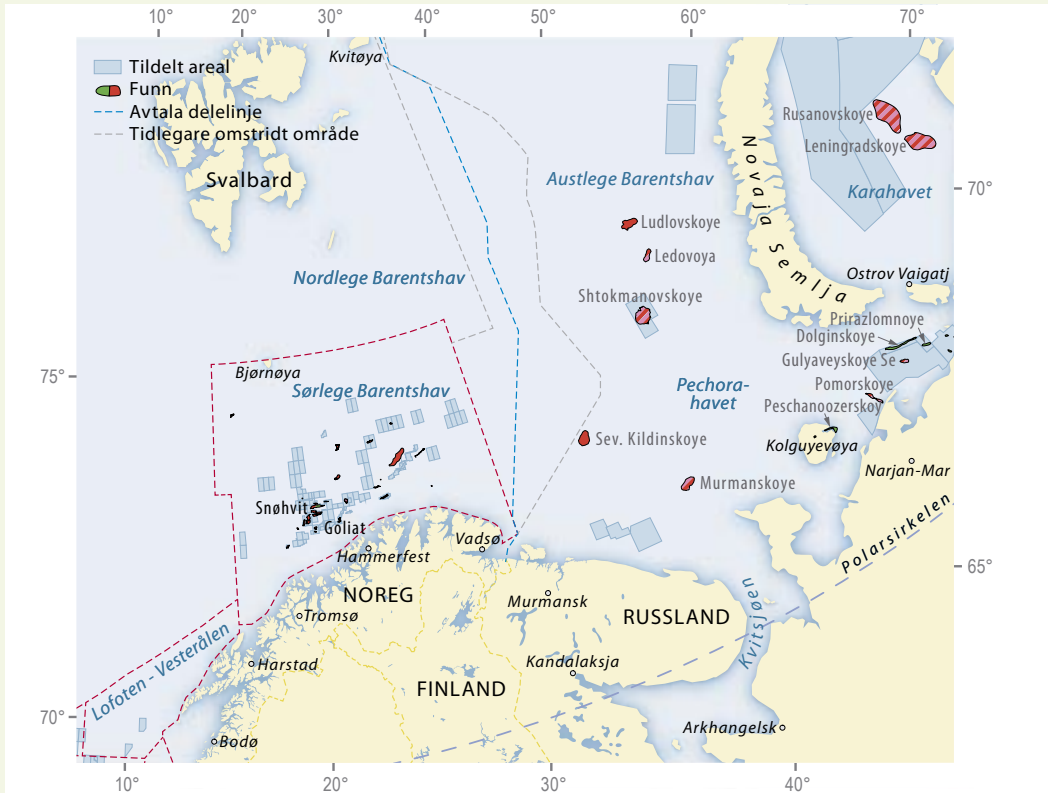 10° 20° 30° 40° 50° 60° 70°
Tildelt areal
Funn
Avtala delelinje
Tidlegare omstridt område
Kvitøya
Svalbard
Novaja Semlja
Rusanovskoye
Leningradskoye
Karahavet
Austlege Barentshav
70°
Ludlovskoye
Ledovoya
Nordlege Barentshav
Shtokmanovskoye
Ostrov Vaigatj
Prirazlomnoye
Dolginskoye
Gulyaveyskoye Se
Pomorskoye
Peschanoozerskoy
75°
Bjørnøya
Sørlege Barentshav
Pechora-
havet
Sev. Kildinskoye
Kolguyevøya
Narjan-Mar
Murmanskoye
Snøhvit
Goliat
Hammerfest
Vadsø
Polarsirkelen
65°
NOREG
Murmansk
RUSSLAND
Tromsø
Kvitsjøen
Lofoten - Vesterålen
Harstad
Kandalaksja
FINLAND
70°
Bodø
Arkhangelsk
10° 20° 30° 40°